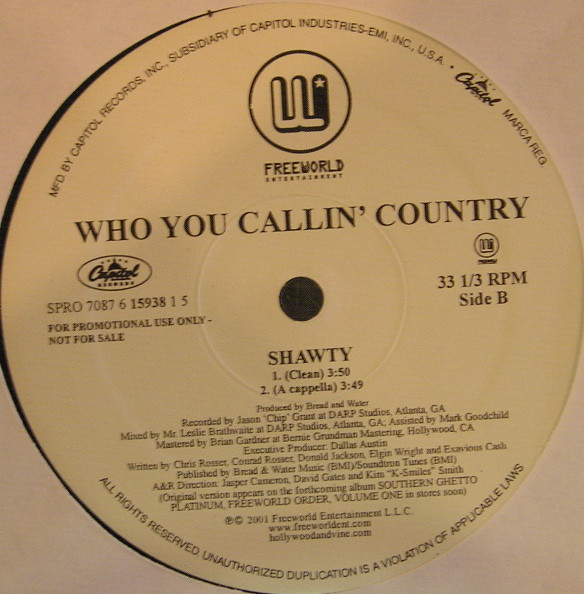 MFD BY CAPITOL RECORDS, INC., SUBSIDIARY OF CAPITOL INDUSTRIES-EMI, INC., U.S.A. • Capitol MARCA REG.
FREEWORLD
ENTERTAINMENT
WHO YOU CALLIN' COUNTRY
Capitol
RECORDS
SPRO 7087 6 15938 1 5
FOR PROMOTIONAL USE ONLY -
NOT FOR SALE
33 1/3 RPM
Side B
SHAWTY
1. (Clean) 3:50
2. (A cappella) 3:49
Produced by Bread and Water
Recorded by Jason 'Chip' Grant at DARP Studios, Atlanta, GA
Mixed by Mr. Leslie Brathwaite at DARP Studios, Atlanta, GA; Assisted by Mark Goodchild
Mastered by Brian Gardner at Bernie Grundman Mastering, Hollywood, CA
Executive Producer: Dallas Austin
Written by Chris Rosser, Conrad Rosser, Donald Jackson, Elgin Wright and Exavious Cash
Published by Bread & Water Music (BMI)/Soundtron Tunes (BMI)
A&R Direction: Jasper Cameron, David Gates and Kim "K-Smiles" Smith
(Original version appears on the forthcoming album SOUTHERN GHETTO
PLATINUM, FREEWORLD ORDER, VOLUME ONE in stores soon)
℗© 2001 Freeworld Entertainment L.L.C.
www.freeworldent.com
hollywoodandvine.com
ALL RIGHTS RESERVED UNAUTHORIZED DUPLICATION IS A VIOLATION OF APPLICABLE LAWS